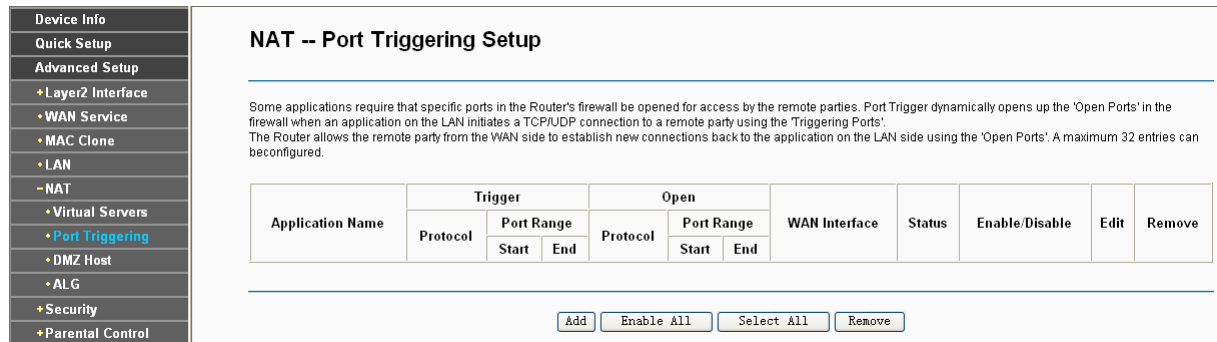 Device Info
Quick Setup
Advanced Setup
+Layer2 Interface
•WAN Service
•MAC Clone
•LAN
−NAT
•Virtual Servers
•Port Triggering
•DMZ Host
•ALG
+Security
+Parental Control
NAT -- Port Triggering Setup
Some applications require that specific ports in the Router's firewall be opened for access by the remote parties. Port Trigger dynamically opens up the 'Open Ports' in the
firewall when an application on the LAN initiates a TCP/UDP connection to a remote party using the 'Triggering Ports'.
The Router allows the remote party from the WAN side to establish new connections back to the application on the LAN side using the 'Open Ports'. A maximum 32 entries can
beconfigured.
Application Name Trigger Open WAN Interface Status Enable/Disable Edit Remove
Protocol Port Range Protocol Port Range
Start End Start End
Add Enable All Select All Remove